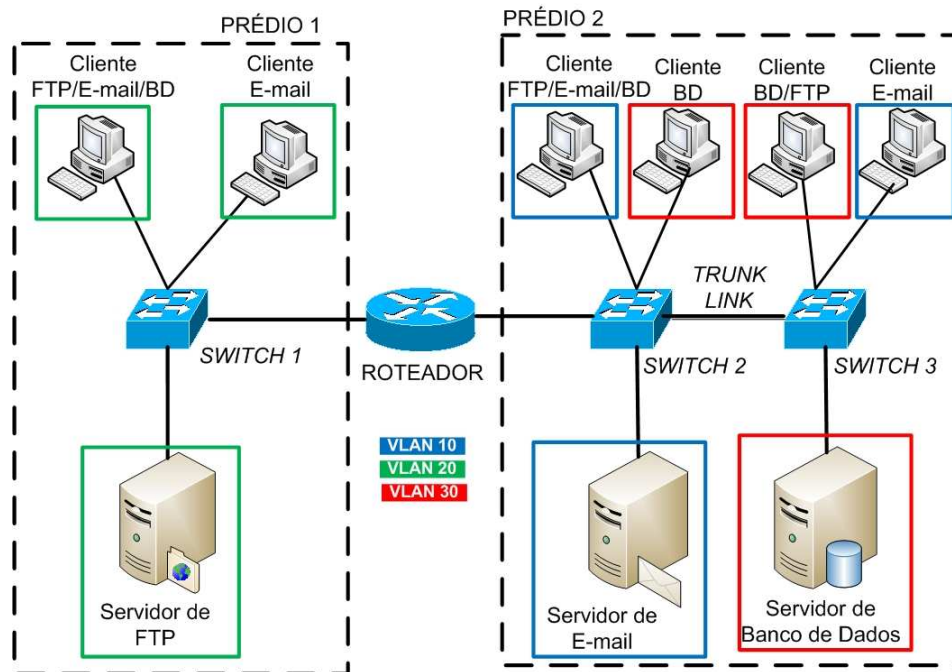 PRÉDIO 1
PRÉDIO 2
Cliente
FTP/E-mail/BD
Cliente
E-mail
Cliente
FTP/E-mail/BD
Cliente
BD
Cliente
BD/FTP
Cliente
E-mail
TRUNK
LINK
SWITCH 1
ROTEADOR
SWITCH 2
SWITCH 3
VLAN 10
VLAN 20
VLAN 30
Servidor de
FTP
Servidor de
E-mail
Servidor de
Banco de Dados